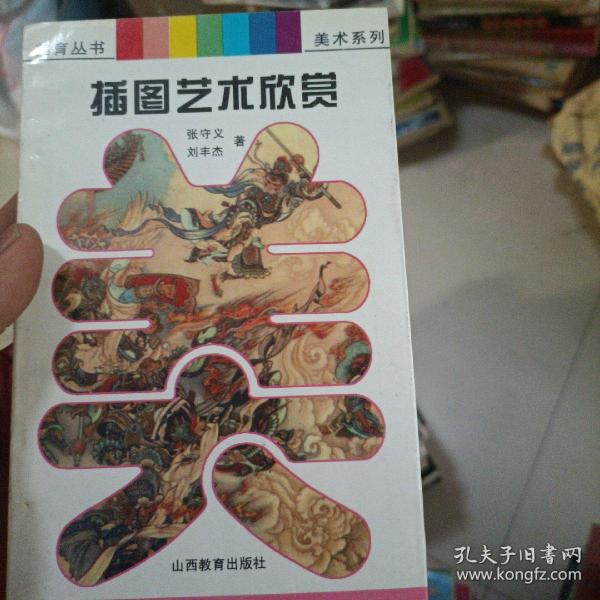 育丛书
美术系列
插图艺术欣赏
张守义
刘丰杰
著
山西教育出版社
孔夫子旧书网
www.kongfz.com